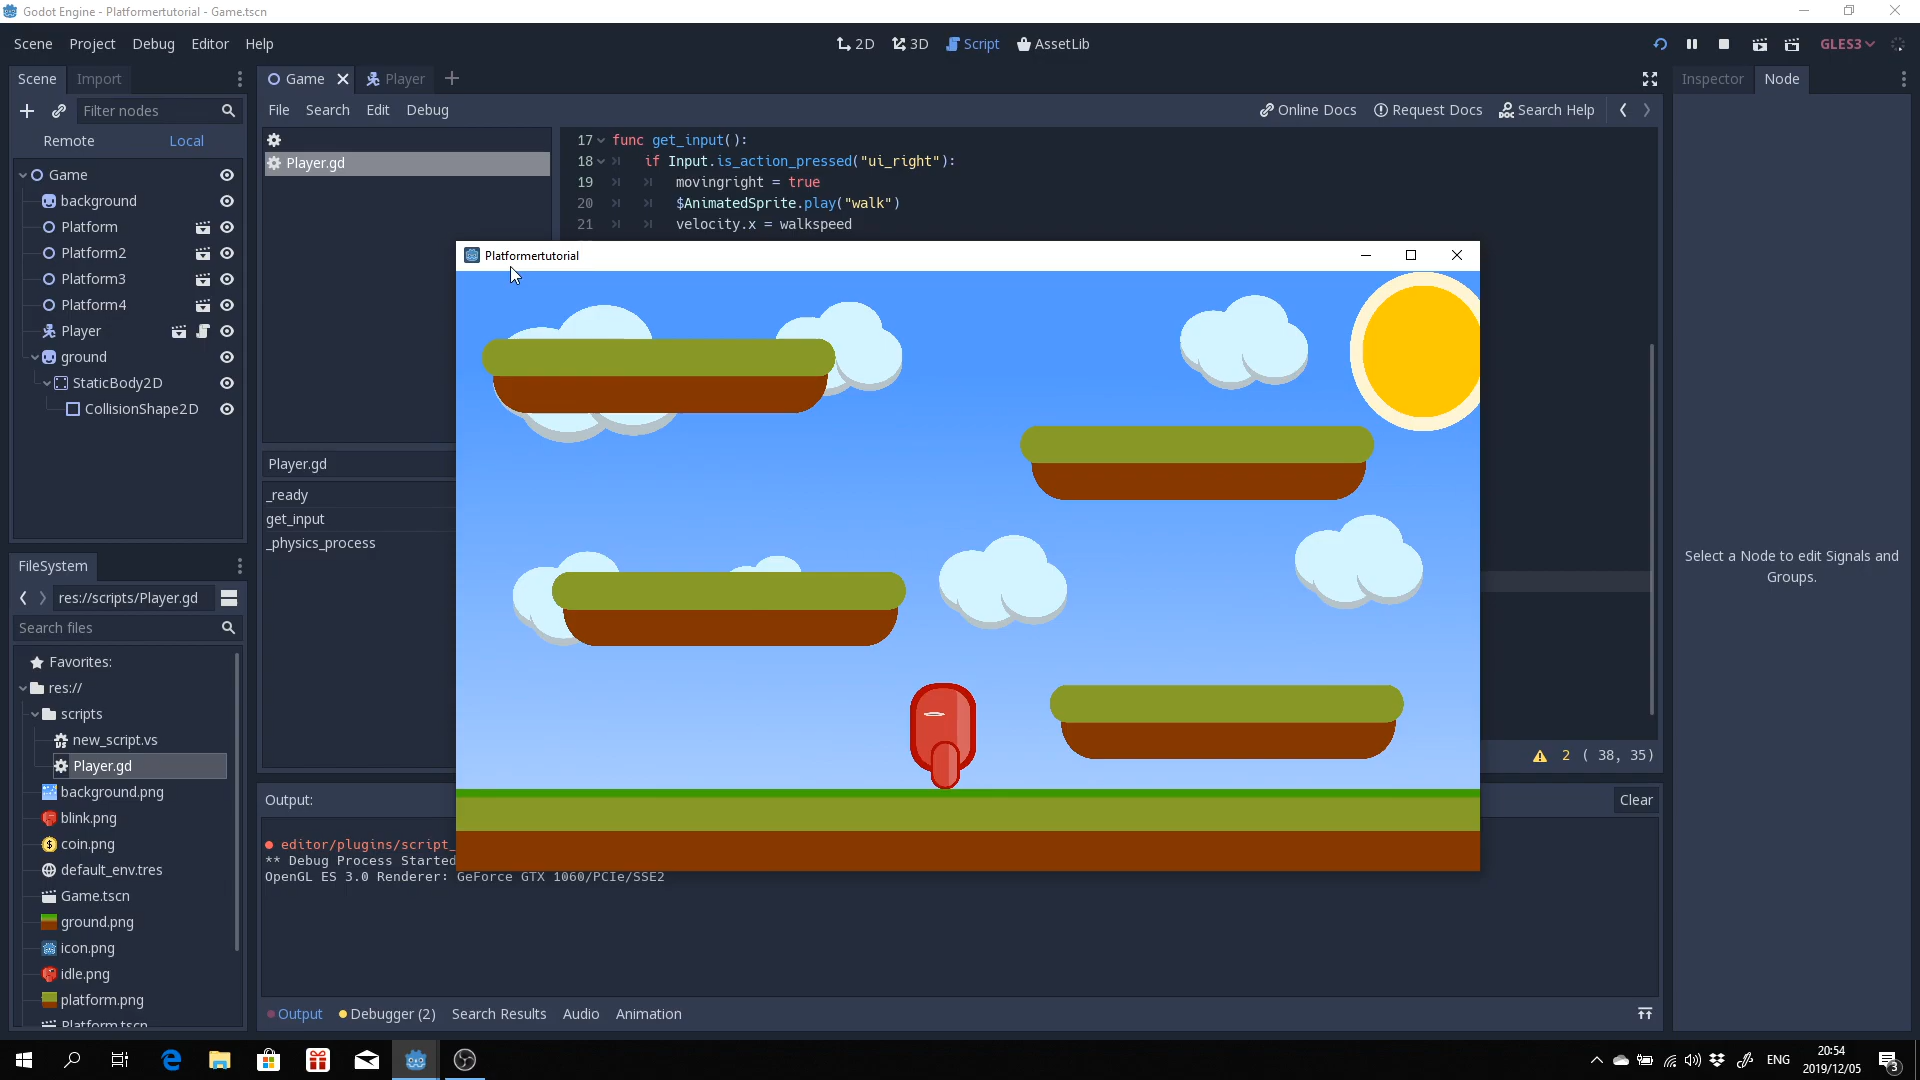 Godot Engine - Platformertutorial - Game.tscn
Scene Project Debug Editor Help
2D 3D Script AssetLib
GLES3
Scene Import
Game Player
Inspector Node
Filter nodes
File Search Edit Debug
Online Docs Request Docs Search Help
Remote Local
Game
background
Platform
Platform2
Platform3
Platform4
Player
ground
StaticBody2D
CollisionShape2D
Player.gd
17 func get_input():
18 if Input.is_action_pressed("ui_right"):
19 movingright = true
20 $AnimatedSprite.play("walk")
21 velocity.x = walkspeed
Platformertutorial
Player.gd
_ready
get_input
_physics_process
Select a Node to edit Signals and
Groups.
2 ( 38, 35)
FileSystem
res://scripts/Player.gd
Search files
Favorites:
res://
scripts
new_script.vs
Player.gd
background.png
blink.png
coin.png
default_env.tres
Game.tscn
ground.png
icon.png
idle.png
platform.png
Platform.tscn
Output:
Clear
editor/plugins/script_
** Debug Process Started
OpenGL ES 3.0 Renderer: GeForce GTX 1060/PCIe/SSE2
Output Debugger (2) Search Results Audio Animation
ENG
20:54
2019/12/05
3